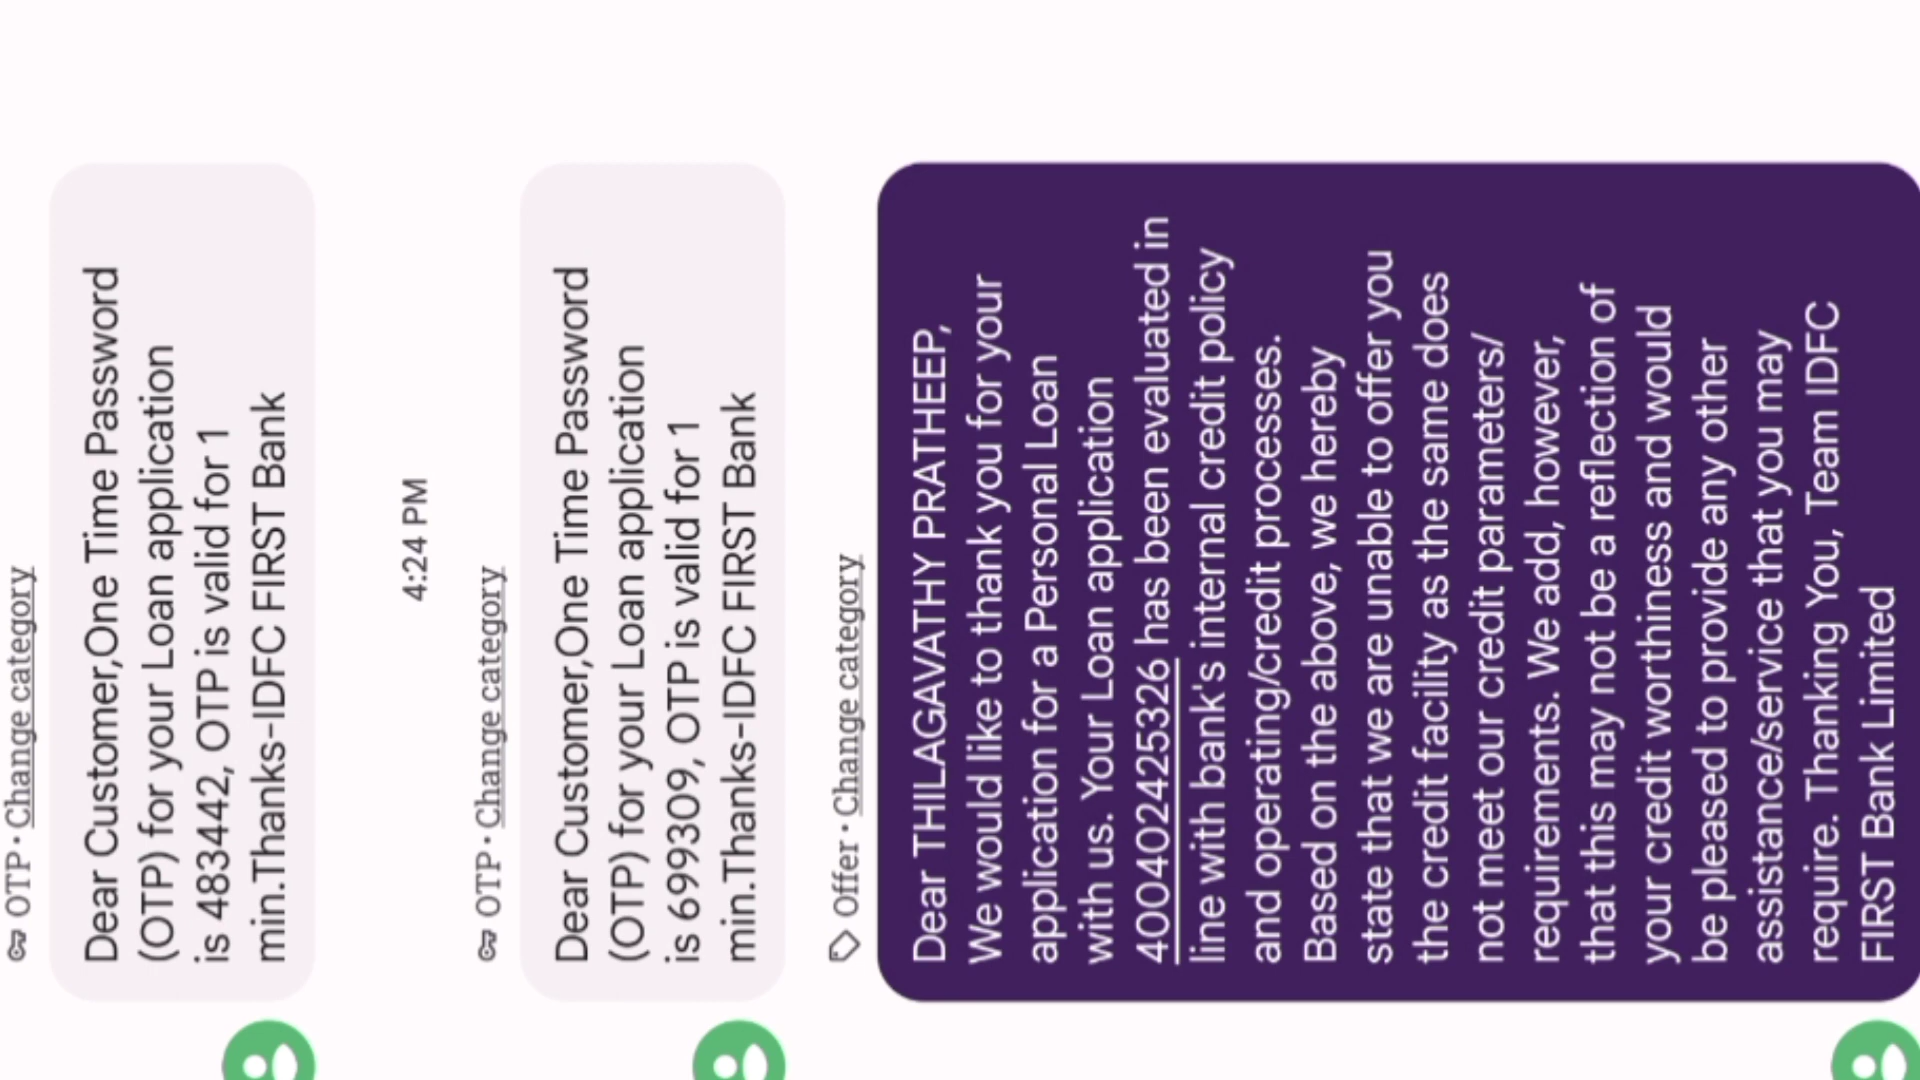 OTP • Change category
Dear Customer,One Time Password
(OTP) for your Loan application
is 483442, OTP is valid for 1
min.Thanks-IDFC FIRST Bank
4:24 PM
OTP • Change category
Dear Customer,One Time Password
(OTP) for your Loan application
is 699309, OTP is valid for 1
min.Thanks-IDFC FIRST Bank
Offer • Change category
Dear THILAGAVATHY PRATHEEP,
We would like to thank you for your
application for a Personal Loan
with us. Your Loan application
400402425326 has been evaluated in
line with bank's internal credit policy
and operating/credit processes.
Based on the above, we hereby
state that we are unable to offer you
the credit facility as the same does
not meet our credit parameters/
requirements. We add, however,
that this may not be a reflection of
your credit worthiness and would
be pleased to provide any other
assistance/service that you may
require. Thanking You, Team IDFC
FIRST Bank Limited